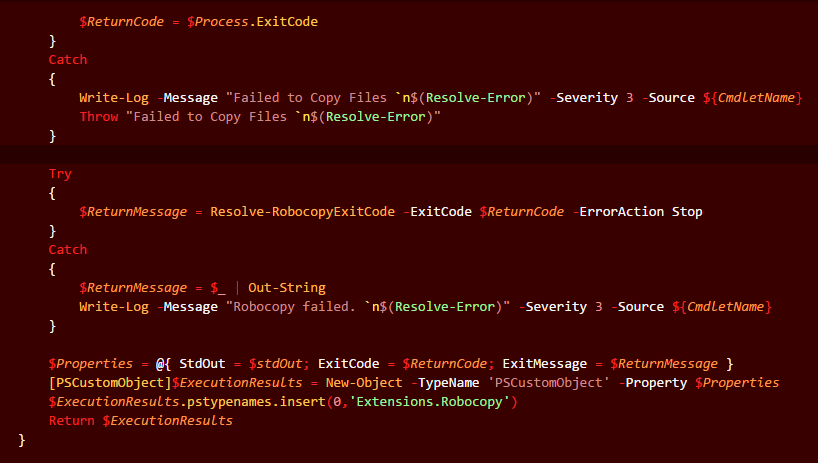 $ReturnCode = $Process.ExitCode
}
Catch
{
Write-Log -Message "Failed to Copy Files `n$(Resolve-Error)" -Severity 3 -Source ${CmdletName}
Throw "Failed to Copy Files `n$(Resolve-Error)"
}
Try
{
$ReturnMessage = Resolve-RobocopyExitCode -ExitCode $ReturnCode -ErrorAction Stop
}
Catch
{
$ReturnMessage = $_ | Out-String
Write-Log -Message "Robocopy failed. `n$(Resolve-Error)" -Severity 3 -Source ${CmdletName}
}
$Properties = @{ StdOut = $stdOut; ExitCode = $ReturnCode; ExitMessage = $ReturnMessage }
[PSCustomObject]$ExecutionResults = New-Object -TypeName 'PSCustomObject' -Property $Properties
$ExecutionResults.pstypenames.insert(0,'Extensions.Robocopy')
Return $ExecutionResults
}